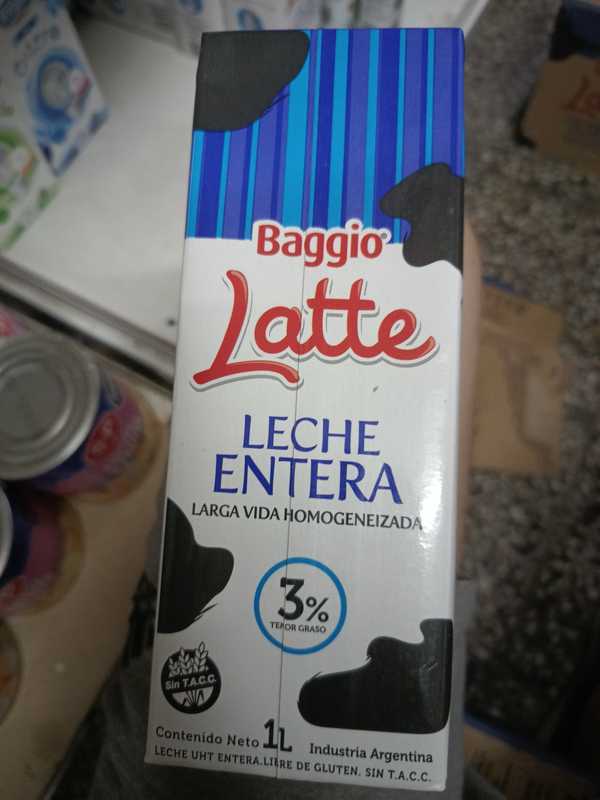 Baggio
Latte
LECHE
ENTERA
LARGA VIDA HOMOGENEIZADA
3%
TENOR GRASO
Sin T.A.C.C.
Contenido Neto 1L
Industria Argentina
LECHE UHT ENTERA.LIBRE DE GLUTEN. SIN T.A.C.C.
Latte